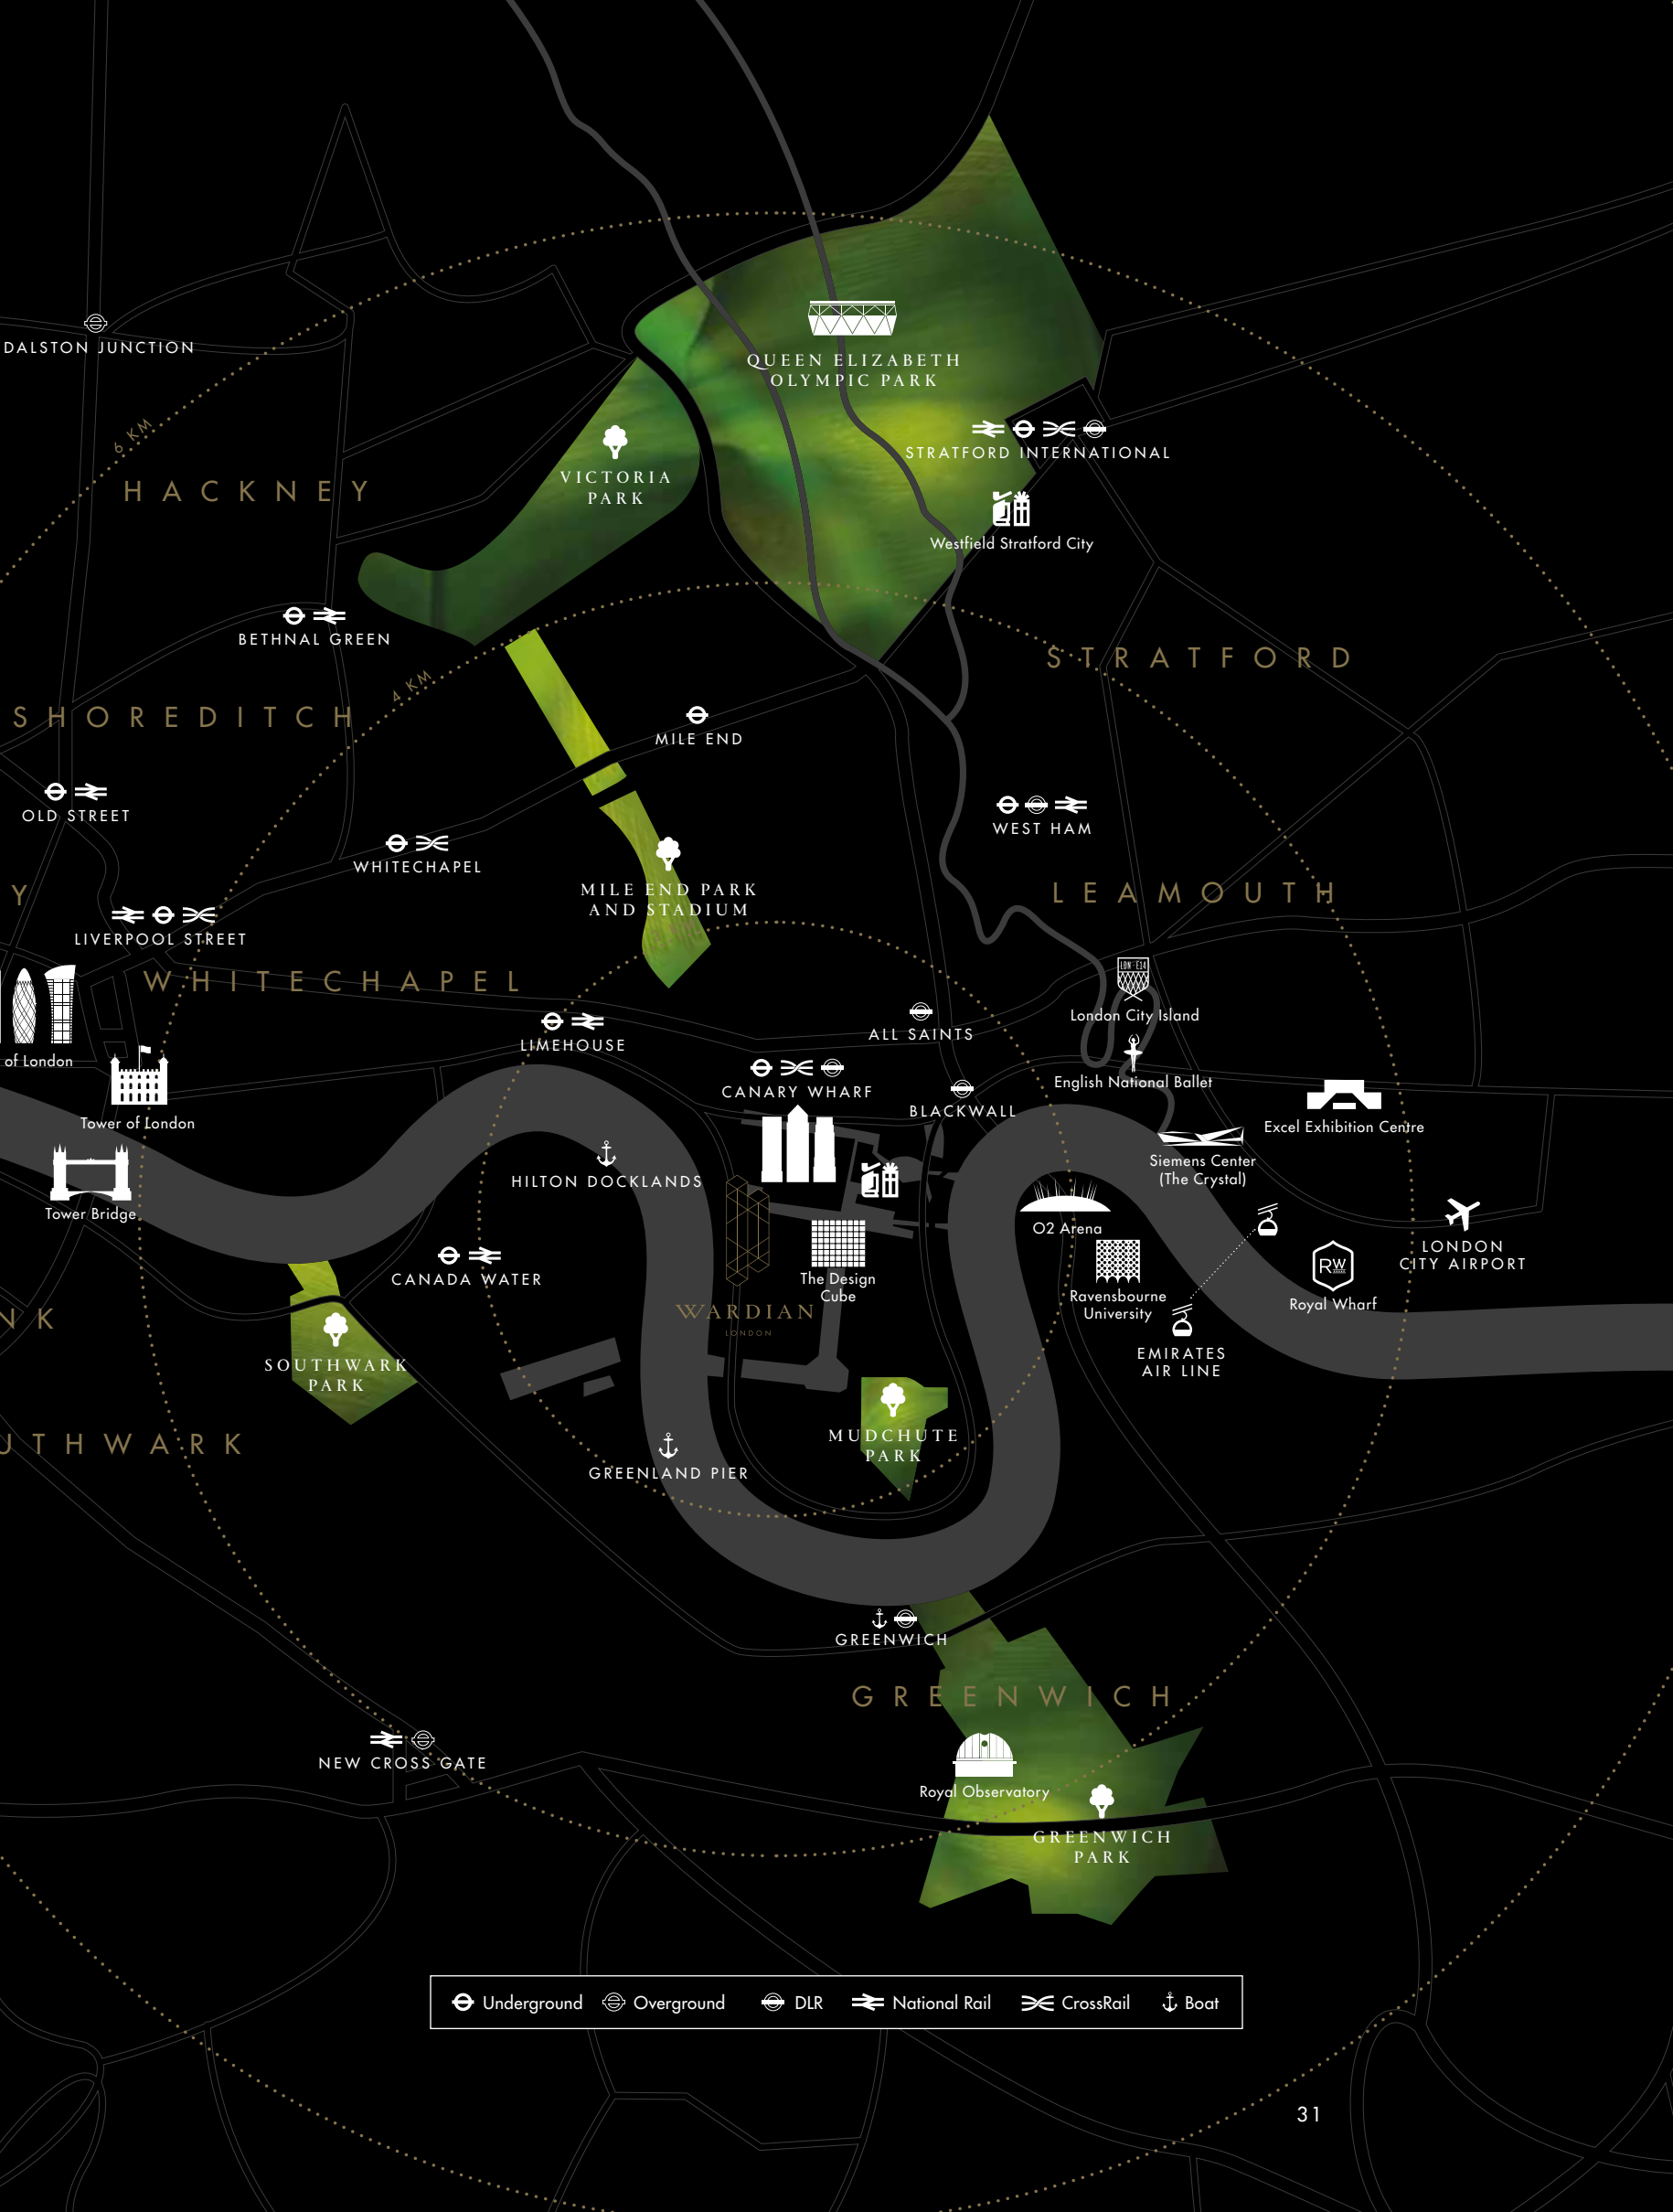 QUEEN ELIZABETH
OLYMPIC PARK
DALSTON JUNCTION
6 KM
STRATFORD INTERNATIONAL
VICTORIA
PARK
HACKNEY
Westfield Stratford City
BETHNAL GREEN
STRATFORD
4 KM
SHOREDITCH
MILE END
OLD STREET
WEST HAM
WHITECHAPEL
MILE END PARK
AND STADIUM
Y
LEAMOUTH
LIVERPOOL STREET
WHITECHAPEL
LON E14
London City Island
ALL SAINTS
LIMEHOUSE
of London
English National Ballet
CANARY WHARF
BLACKWALL
Tower of London
Excel Exhibition Centre
Siemens Center
(The Crystal)
HILTON DOCKLANDS
Tower Bridge
O2 Arena
LONDON
CITY AIRPORT
RW
CANADA WATER
The Design
Cube
Ravensbourne
University
Royal Wharf
WARDIAN
LONDON
NK
EMIRATES
AIR LINE
SOUTHWARK
PARK
MUDCHUTE
PARK
UTHWARK
GREENLAND PIER
GREENWICH
GREENWICH
NEW CROSS GATE
Royal Observatory
GREENWICH
PARK
Underground Overground DLR National Rail CrossRail Boat
31